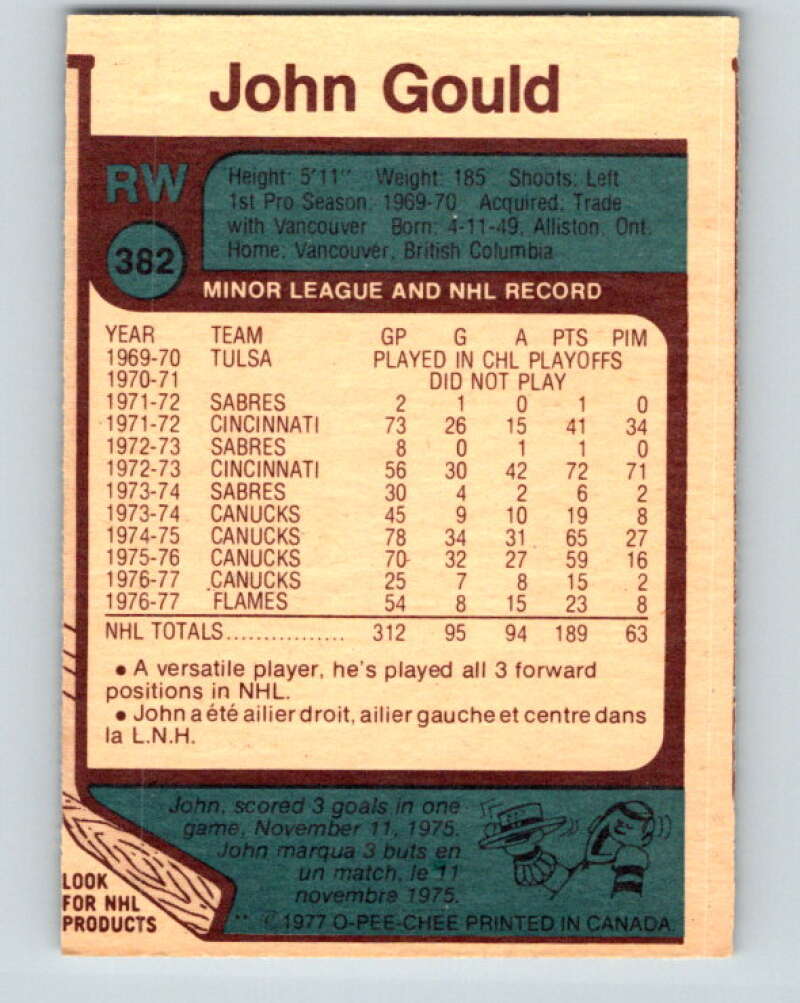 John Gould
RW
382
Height: 5'11" Weight: 185 Shoots: Left
1st Pro Season: 1969-70 Acquired: Trade
with Vancouver Born: 4-11-49, Alliston, Ont.
Home: Vancouver, British Columbia
MINOR LEAGUE AND NHL RECORD
YEAR TEAM GP G A PTS PIM
1969-70 TULSA PLAYED IN CHL PLAYOFFS
1970-71 DID NOT PLAY
1971-72 SABRES 2 1 0 1 0
1971-72 CINCINNATI 73 26 15 41 34
1972-73 SABRES 8 0 1 1 0
1972-73 CINCINNATI 56 30 42 72 71
1973-74 SABRES 30 4 2 6 2
1973-74 CANUCKS 45 9 10 19 8
1974-75 CANUCKS 78 34 31 65 27
1975-76 CANUCKS 70 32 27 59 16
1976-77 CANUCKS 25 7 8 15 2
1976-77 FLAMES 54 8 15 23 8
NHL TOTALS................ 312 95 94 189 63
• A versatile player, he's played all 3 forward
positions in NHL.
• John a été ailier droit, ailier gauche et centre dans
la L.N.H.
John, scored 3 goals in one
game, November 11, 1975.
John marqua 3 buts en
un match, le 11
novembre 1975.
LOOK
FOR NHL
PRODUCTS
© 1977 O-PEE-CHEE PRINTED IN CANADA